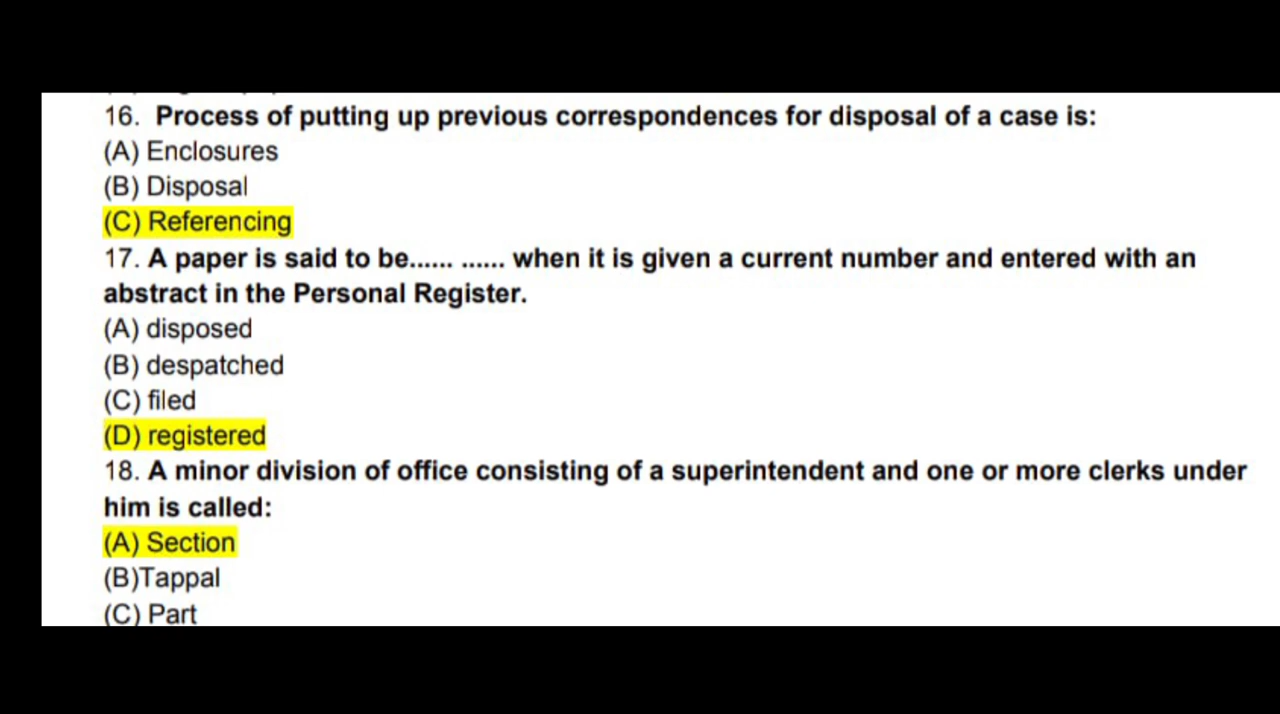 16. Process of putting up previous correspondences for disposal of a case is:
(A) Enclosures
(B) Disposal
(C) Referencing
17. A paper is said to be...... ...... when it is given a current number and entered with an
abstract in the Personal Register.
(A) disposed
(B) despatched
(C) filed
(D) registered
18. A minor division of office consisting of a superintendent and one or more clerks under
him is called:
(A) Section
(B)Tappal
(C) Part